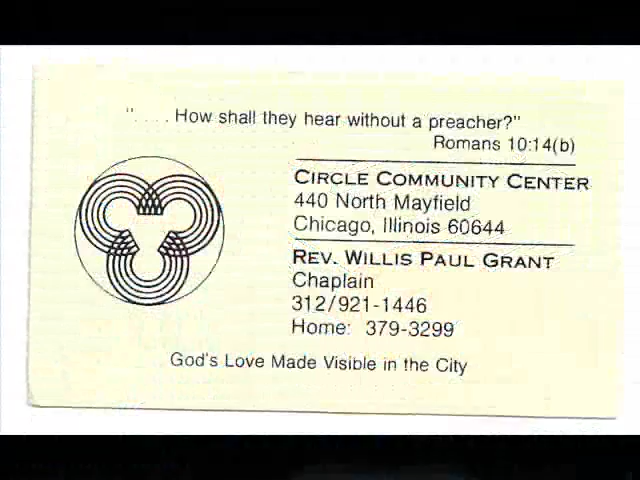 ". . . . How shall they hear without a preacher?"
Romans 10:14(b)
CIRCLE COMMUNITY CENTER
440 North Mayfield
Chicago, Illinois 60644
REV. WILLIS PAUL GRANT
Chaplain
312/921-1446
Home: 379-3299
God's Love Made Visible in the City